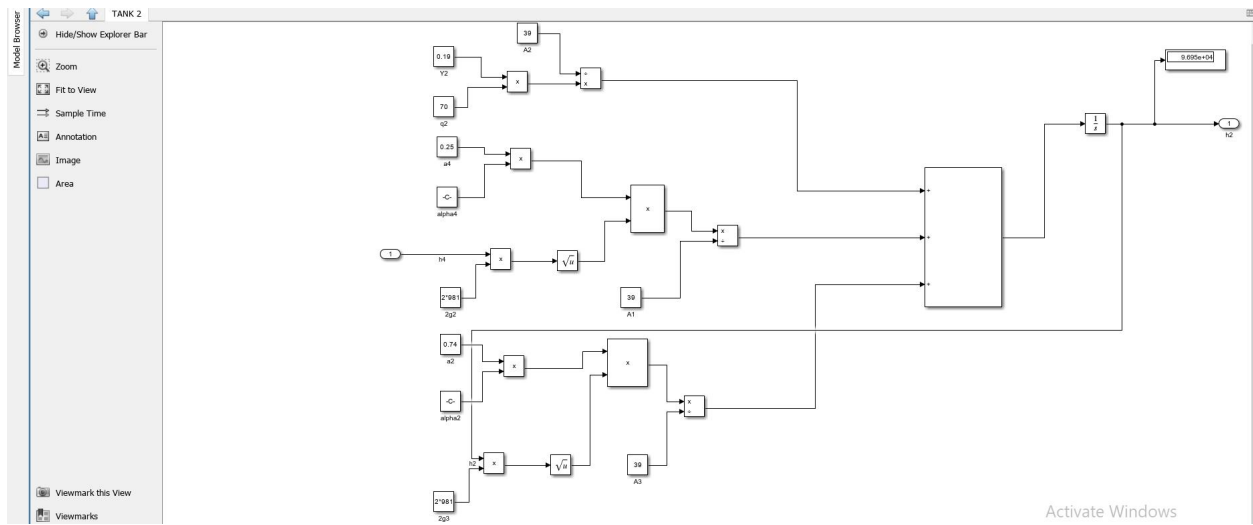 Model Browser
TANK 2
Hide/Show Explorer Bar
Zoom
Fit to View
Sample Time
A≡ Annotation
Image
Area
Viewmark this View
Viewmarks
39
A2
0.19
Y2
x
÷
x
70
q2
9.695e+04
1
s
1
h2
0.25
a4
x
-C-
alpha4
x
x
÷
+
+
+
1
h4
x
√u
2*981
2g2
39
A1
0.74
a2
x
x
-C-
alpha2
x
÷
h2
x
√u
39
A3
2*981
2g3
Activate Windows